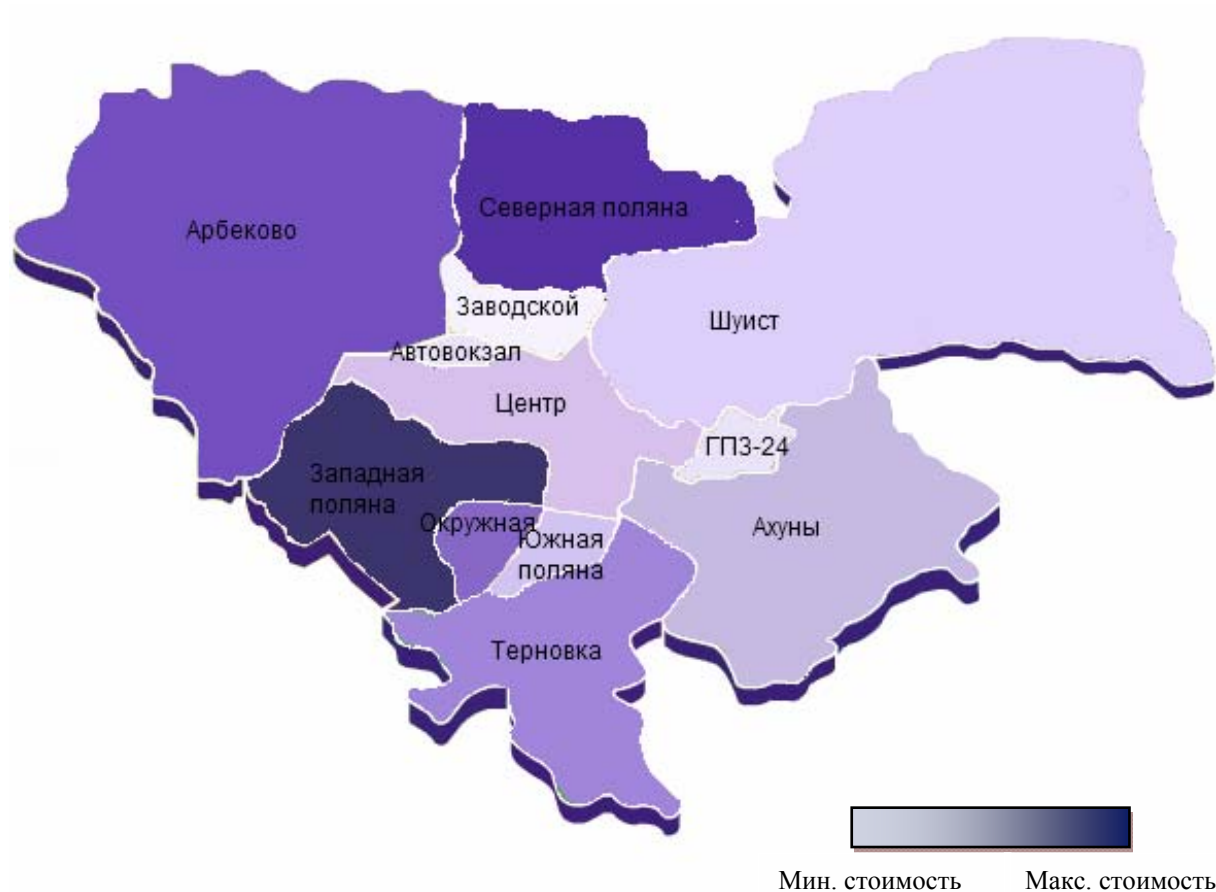 Северная поляна
Арбеково
Заводской
Шуист
Автовокзал
Центр
ГПЗ-24
Западная
поляна
Окружная
Южная
поляна
Ахуны
Терновка
Мин. стоимость Макс. стоимость